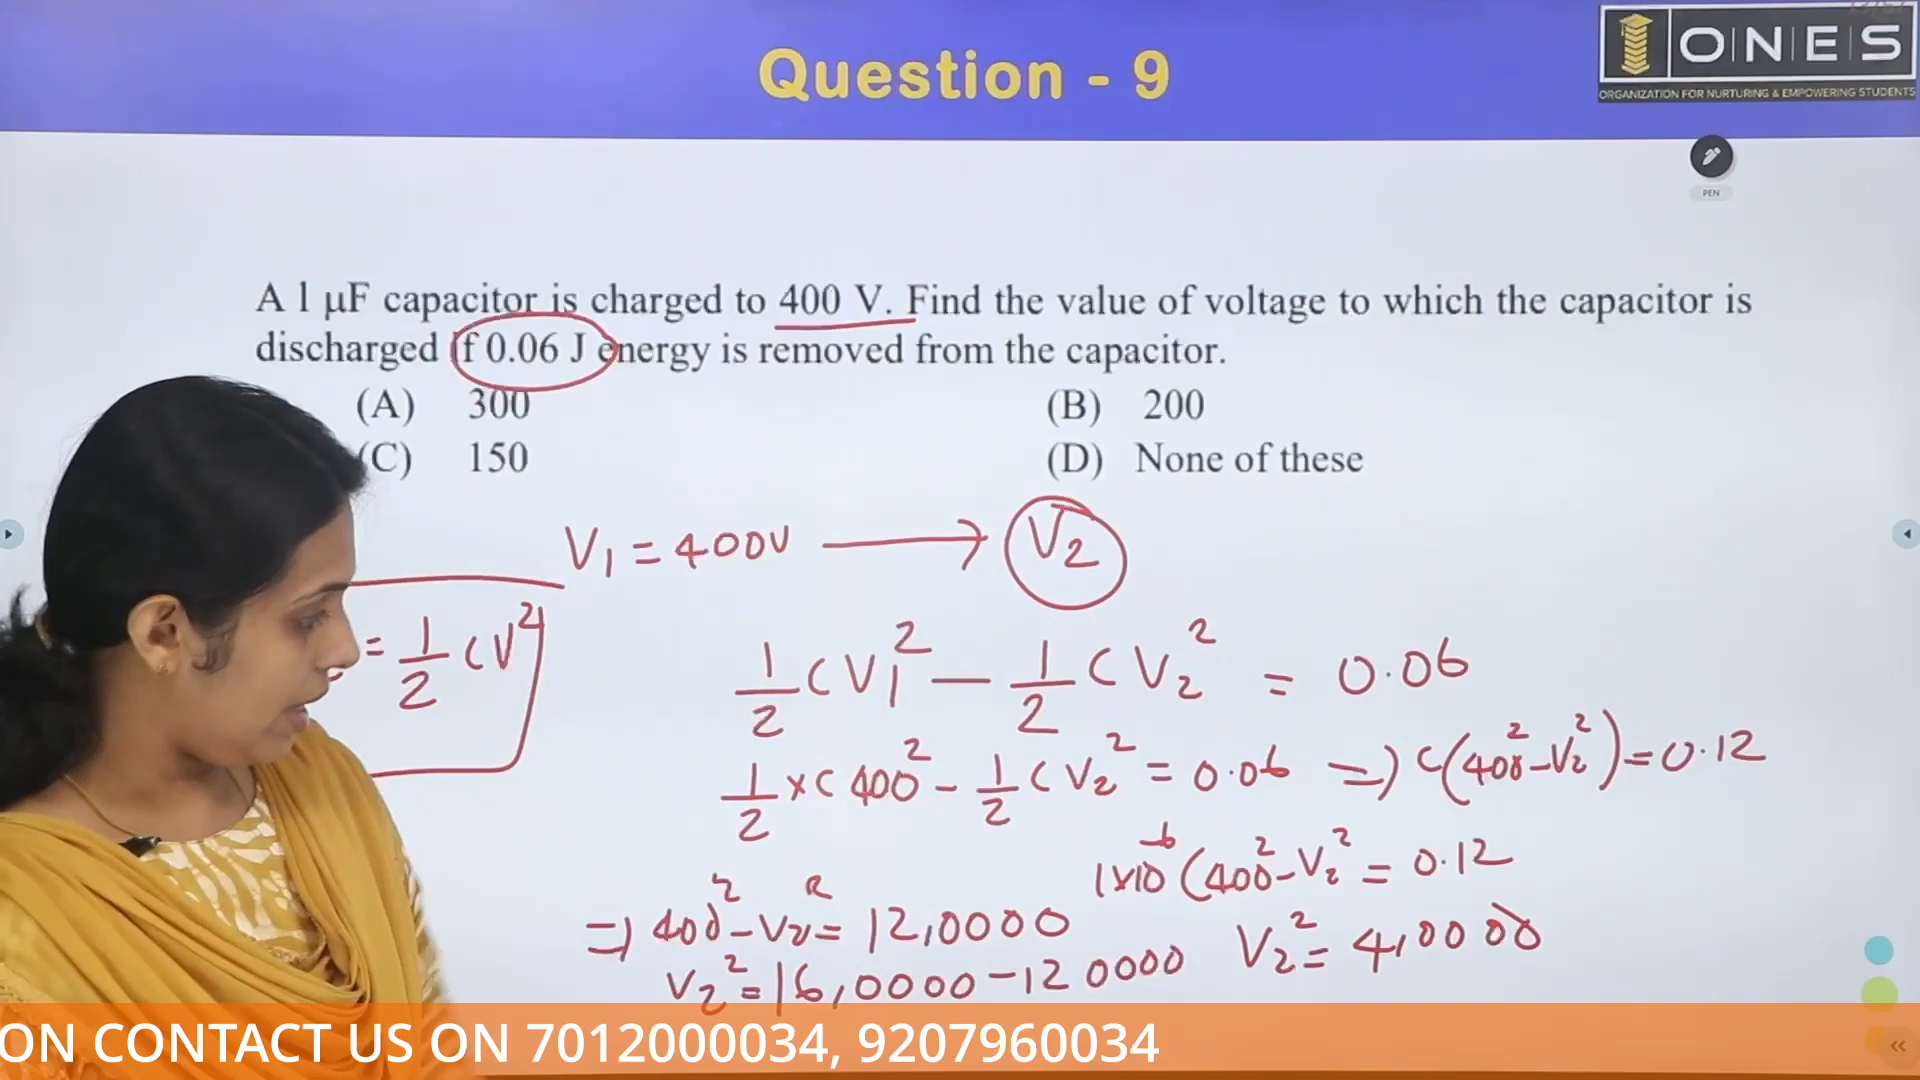 Question - 9
ONES
ORGANIZATION FOR NURTURING & EMPOWERING STUDENTS
PEN
A 1 μF capacitor is charged to 400 V. Find the value of voltage to which the capacitor is
discharged if 0.06 J energy is removed from the capacitor.
(A) 300
(B) 200
(C) 150
(D) None of these
V₁ = 400V → V₂
= 1/2 CV²
1/2 CV₁² – 1/2 CV₂² = 0.06
1/2 × C 400² – 1/2 CV₂² = 0.06 ⇒ C(400² – V₂²) = 0.12
1×10⁻⁶ (400² – V₂² = 0.12
⇒ 400² – V₂² = 12,0000
V₂² = 4,0000
V₂² = 16,0000 – 120000
ON CONTACT US ON 7012000034, 9207960034